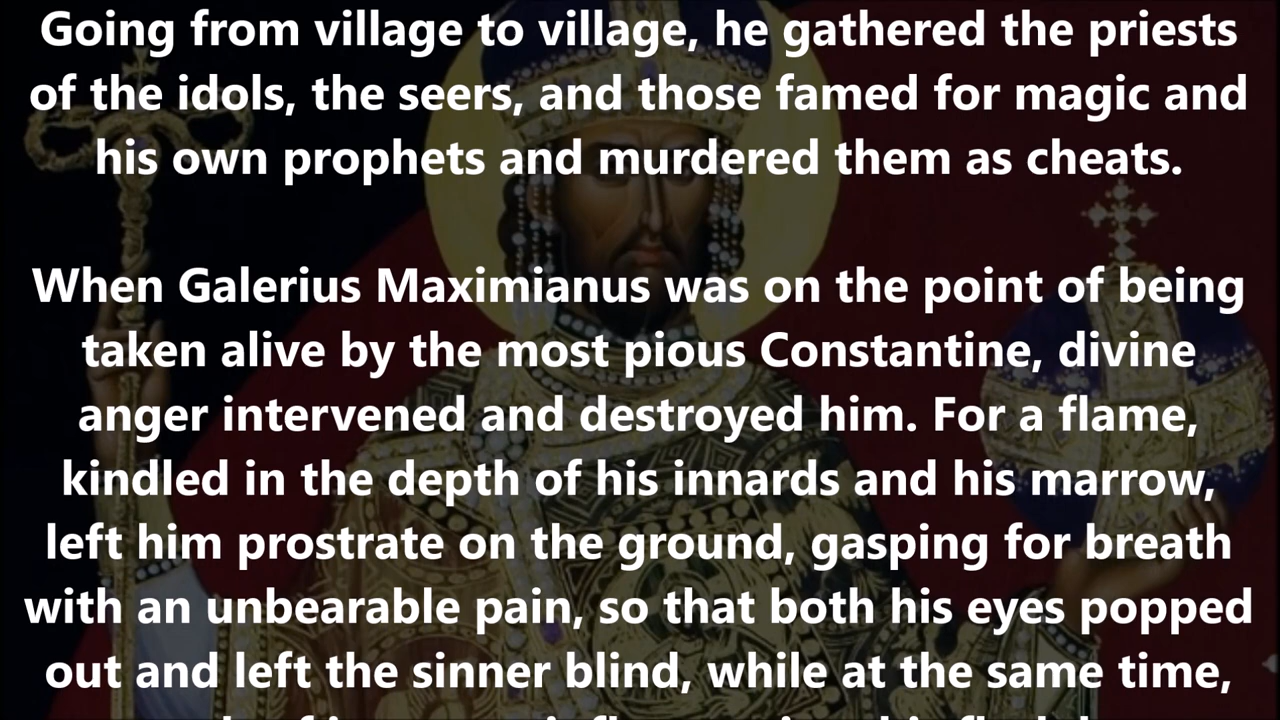 Going from village to village, he gathered the priests
of the idols, the seers, and those famed for magic and
his own prophets and murdered them as cheats.
When Galerius Maximianus was on the point of being
taken alive by the most pious Constantine, divine
anger intervened and destroyed him. For a flame,
kindled in the depth of his innards and his marrow,
left him prostrate on the ground, gasping for breath
with an unbearable pain, so that both his eyes popped
out and left the sinner blind, while at the same time,